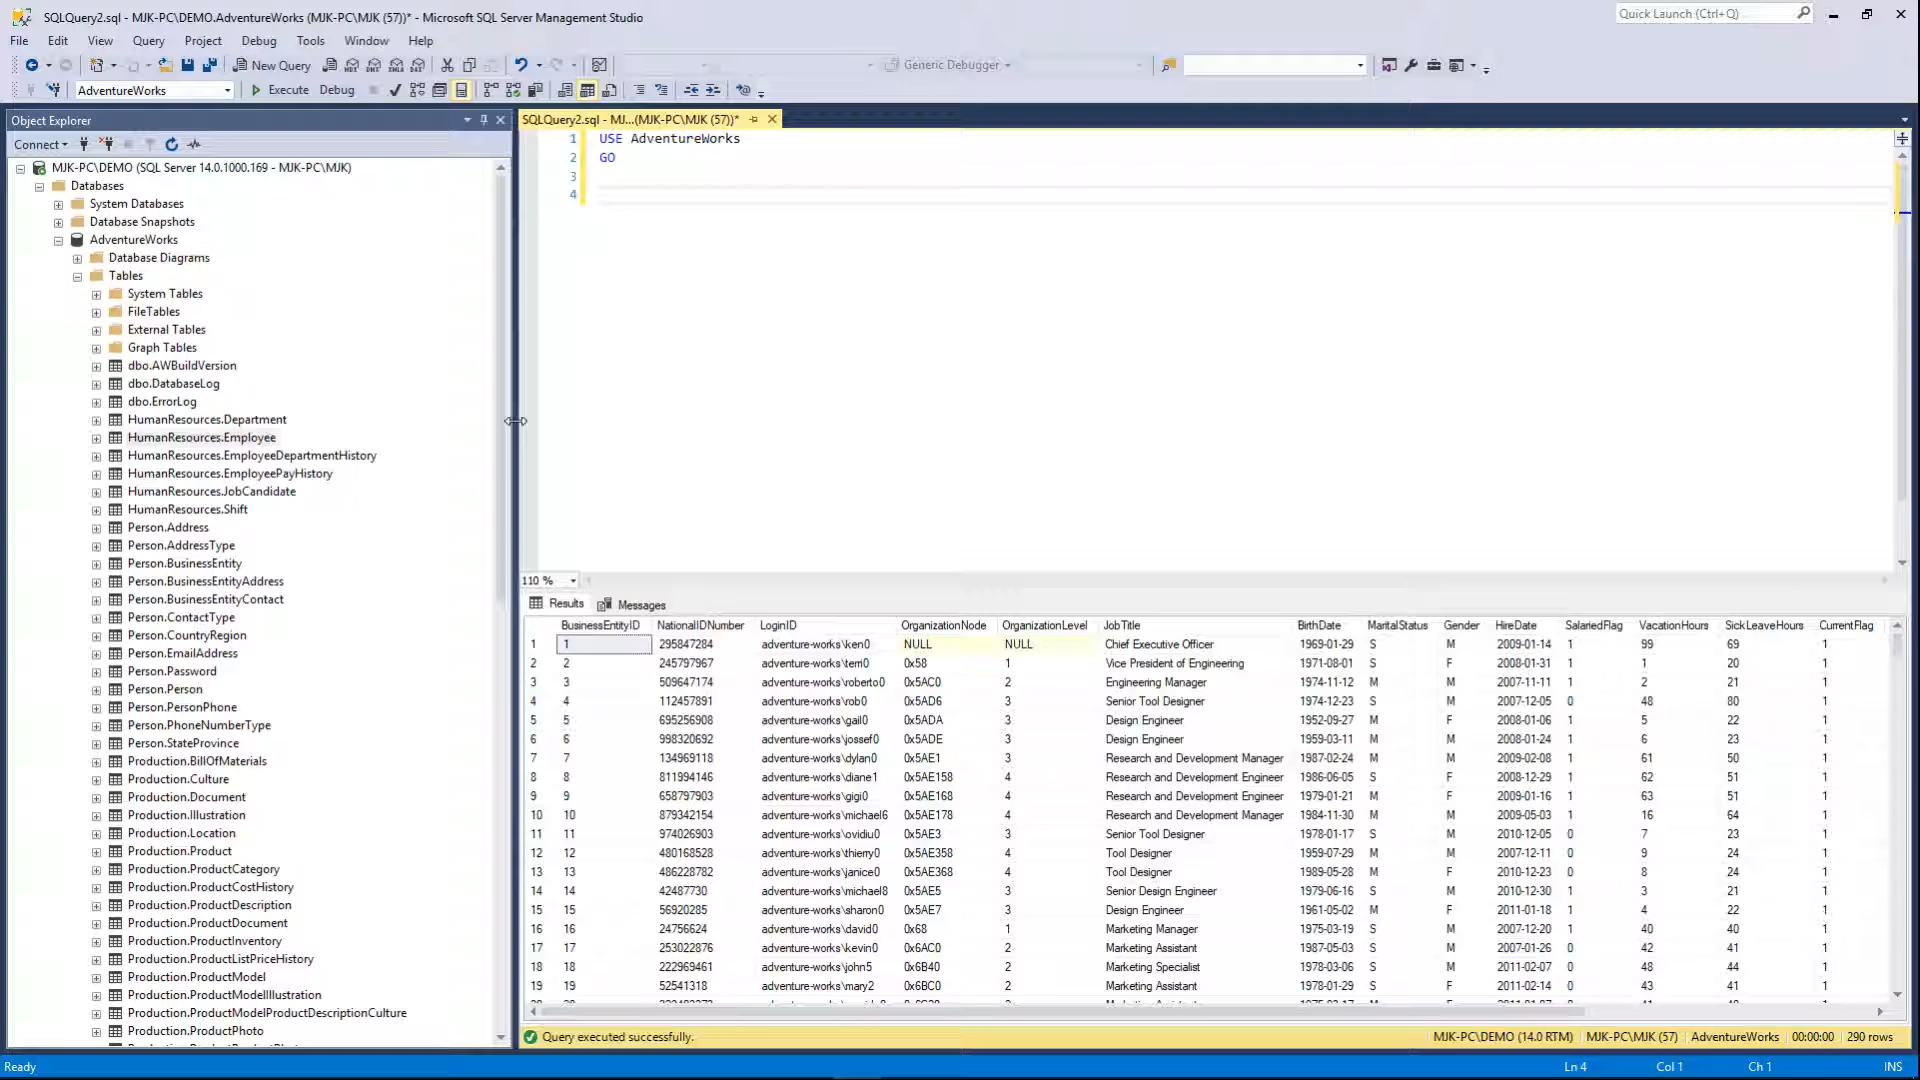 SQLQuery2.sql - MJK-PC\DEMO.AdventureWorks (MJK-PC\MJK (57))* - Microsoft SQL Server Management Studio
Quick Launch (Ctrl+Q)
File Edit View Query Project Debug Tools Window Help
New Query Generic Debugger
AdventureWorks Execute Debug
Object Explorer
Connect
MJK-PC\DEMO (SQL Server 14.0.1000.169 - MJK-PC\MJK)
Databases
System Databases
Database Snapshots
AdventureWorks
Database Diagrams
Tables
System Tables
FileTables
External Tables
Graph Tables
dbo.AWBuildVersion
dbo.DatabaseLog
dbo.ErrorLog
HumanResources.Department
HumanResources.Employee
HumanResources.EmployeeDepartmentHistory
HumanResources.EmployeePayHistory
HumanResources.JobCandidate
HumanResources.Shift
Person.Address
Person.AddressType
Person.BusinessEntity
Person.BusinessEntityAddress
Person.BusinessEntityContact
Person.ContactType
Person.CountryRegion
Person.EmailAddress
Person.Password
Person.Person
Person.PersonPhone
Person.PhoneNumberType
Person.StateProvince
Production.BillOfMaterials
Production.Culture
Production.Document
Production.Illustration
Production.Location
Production.Product
Production.ProductCategory
Production.ProductCostHistory
Production.ProductDescription
Production.ProductDocument
Production.ProductInventory
Production.ProductListPriceHistory
Production.ProductModel
Production.ProductModelIllustration
Production.ProductModelProductDescriptionCulture
Production.ProductPhoto
SQLQuery2.sql - MJ...(MJK-PC\MJK (57))*
1 USE AdventureWorks
2 GO
3
4
110 %
Results Messages
BusinessEntityID NationalIDNumber LoginID OrganizationNode OrganizationLevel JobTitle BirthDate MaritalStatus Gender HireDate SalariedFlag VacationHours SickLeaveHours CurrentFlag
1 1 295847284 adventure-works\ken0 NULL NULL Chief Executive Officer 1969-01-29 S M 2009-01-14 1 99 69 1
2 2 245797967 adventure-works\terri0 0x58 1 Vice President of Engineering 1971-08-01 S F 2008-01-31 1 1 20 1
3 3 509647174 adventure-works\roberto0 0x5AC0 2 Engineering Manager 1974-11-12 M M 2007-11-11 1 2 21 1
4 4 112457891 adventure-works\rob0 0x5AD6 3 Senior Tool Designer 1974-12-23 S M 2007-12-05 0 48 80 1
5 5 695256908 adventure-works\gail0 0x5ADA 3 Design Engineer 1952-09-27 M F 2008-01-06 1 5 22 1
6 6 998320692 adventure-works\jossef0 0x5ADE 3 Design Engineer 1959-03-11 M M 2008-01-24 1 6 23 1
7 7 134969118 adventure-works\dylan0 0x5AE1 3 Research and Development Manager 1987-02-24 M M 2009-02-08 1 61 50 1
8 8 811994146 adventure-works\diane1 0x5AE158 4 Research and Development Engineer 1986-06-05 S F 2008-12-29 1 62 51 1
9 9 658797903 adventure-works\gigi0 0x5AE168 4 Research and Development Engineer 1979-01-21 M F 2009-01-16 1 63 51 1
10 10 879342154 adventure-works\michael6 0x5AE178 4 Research and Development Manager 1984-11-30 M M 2009-05-03 1 16 64 1
11 11 974026903 adventure-works\ovidiu0 0x5AE3 3 Senior Tool Designer 1978-01-17 S M 2010-12-05 0 7 23 1
12 12 480168528 adventure-works\thierry0 0x5AE358 4 Tool Designer 1959-07-29 M M 2007-12-11 0 9 24 1
13 13 486228782 adventure-works\janice0 0x5AE368 4 Tool Designer 1989-05-28 M F 2010-12-23 0 8 24 1
14 14 42487730 adventure-works\michael8 0x5AE5 3 Senior Design Engineer 1979-06-16 S M 2010-12-30 1 3 21 1
15 15 56920285 adventure-works\sharon0 0x5AE7 3 Design Engineer 1961-05-02 M F 2011-01-18 1 4 22 1
16 16 24756624 adventure-works\david0 0x68 1 Marketing Manager 1975-03-19 S M 2007-12-20 1 40 40 1
17 17 253022876 adventure-works\kevin0 0x6AC0 2 Marketing Assistant 1987-05-03 S M 2007-01-26 0 42 41 1
18 18 222969461 adventure-works\john5 0x6B40 2 Marketing Specialist 1978-03-06 S M 2011-02-07 0 48 44 1
19 19 52541318 adventure-works\mary2 0x6BC0 2 Marketing Assistant 1978-01-29 S F 2011-02-14 0 43 41 1
Query executed successfully. MJK-PC\DEMO (14.0 RTM) MJK-PC\MJK (57) AdventureWorks 00:00:00 290 rows
Ready Ln 4 Col 1 Ch 1 INS